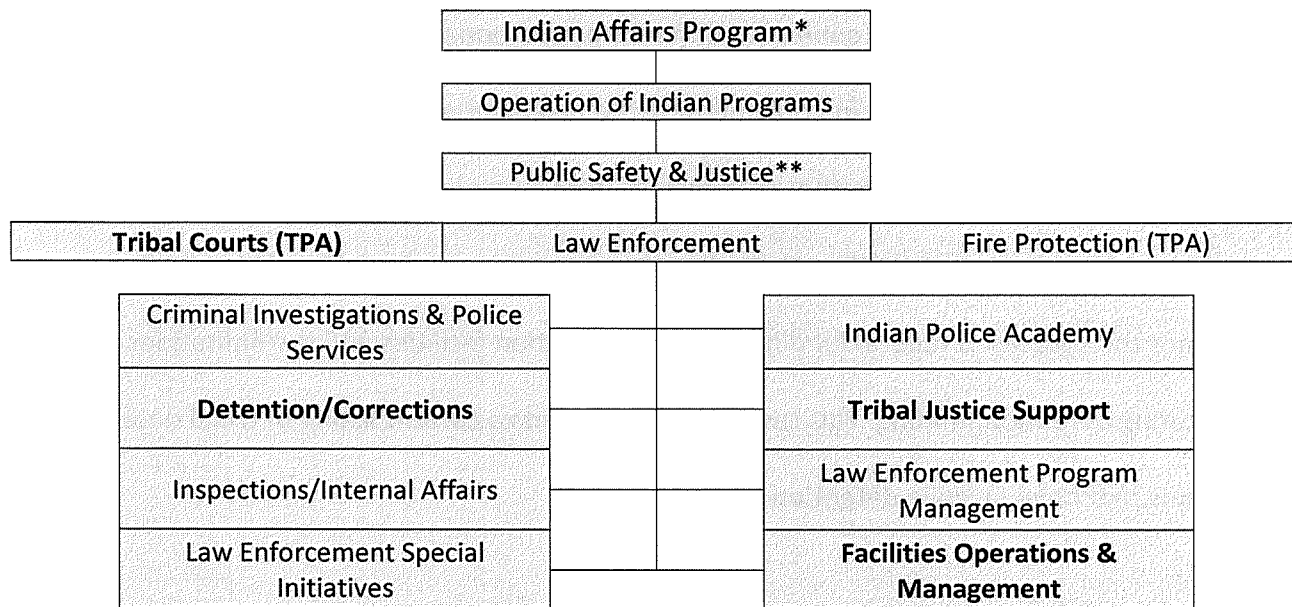 Indian Affairs Program*
Operation of Indian Programs
Public Safety & Justice**
Tribal Courts (TPA)
Law Enforcement
Fire Protection (TPA)
Criminal Investigations & Police
Services
Detention/Corrections
Inspections/Internal Affairs
Law Enforcement Special
Initiatives
Indian Police Academy
Tribal Justice Support
Law Enforcement Program
Management
Facilities Operations &
Management